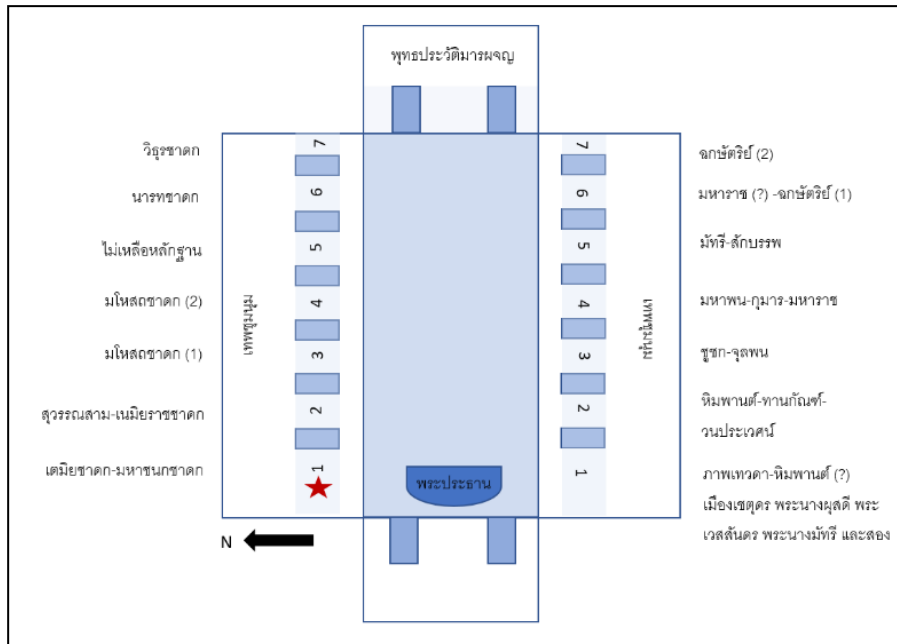 พุทธประวัติมารผจญ
วิธุรชาดก
นารทชาดก
ไม่เหลือหลักฐาน
มโหสถชาดก (2)
มโหสถชาดก (1)
สุวรรณสาม-เนมิยราชชาดก
เตมิยชาดก-มหาชนกชาดก
เทพชุมนุม
7
6
5
4
3
2
1
พระประธาน
7
6
5
4
3
2
1
เทพชุมนุม
ฉกษัตริย์ (2)
มหาราช (?) -ฉกษัตริย์ (1)
มัทรี-สักบรรพ
มหาพน-กุมาร-มหาราช
ชูชก-จุลพน
หิมพานต์-ทานกัณฑ์-
วนประเวศน์
ภาพเทวดา-หิมพานต์ (?)
เมืองเชตุดร พระนางผุสดี พระ
เวสสันดร พระนางมัทรี และสอง
N